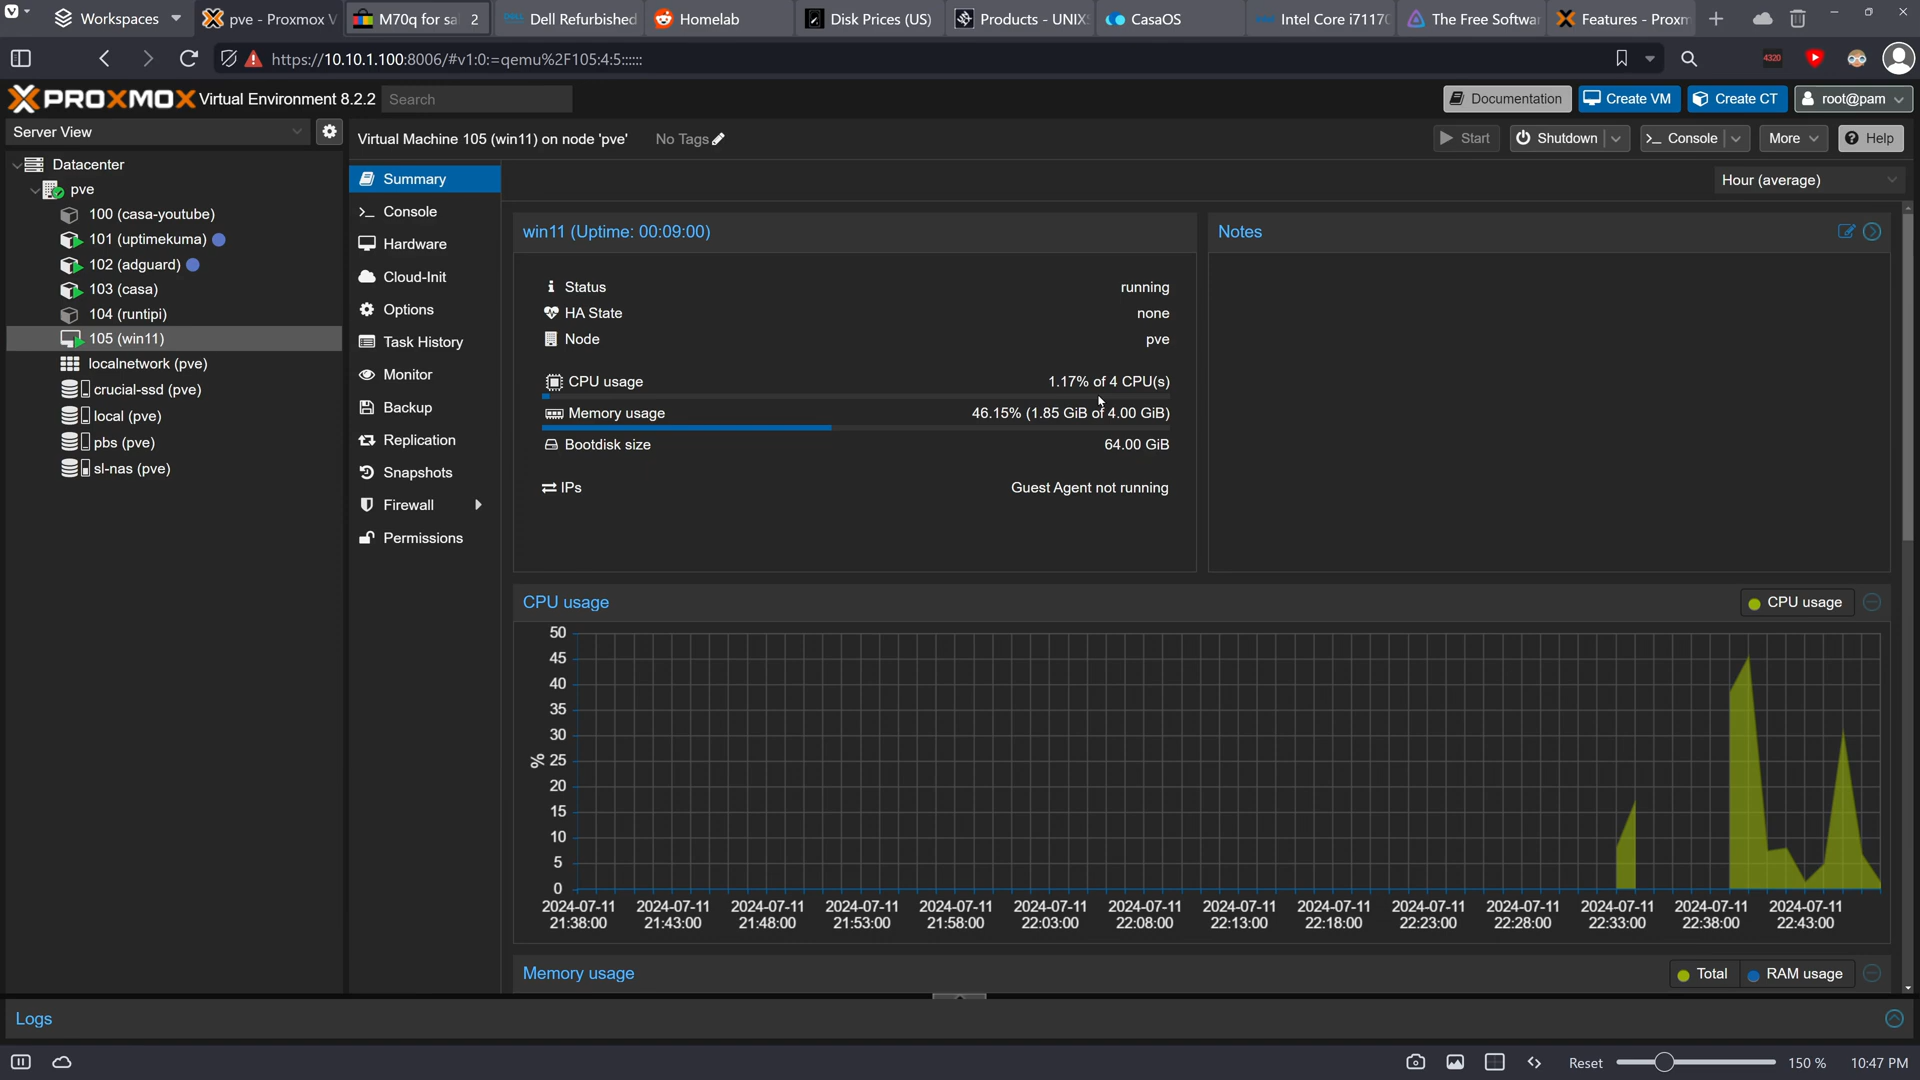 Workspaces
pve - Proxmox V
M70q for sa 2
Dell Refurbished
Homelab
Disk Prices (US)
Products - UNIX
CasaOS
Intel Core i7117
The Free Softwar
Features - Proxm
https://10.10.1.100:8006/#v1:0:=qemu%2F105:4:5::::::
4320
PROXMOX Virtual Environment 8.2.2
Search
Documentation
Create VM
Create CT
root@pam
Server View
Virtual Machine 105 (win11) on node 'pve'
No Tags
Start
Shutdown
Console
More
Help
Datacenter
pve
100 (casa-youtube)
101 (uptimekuma)
102 (adguard)
103 (casa)
104 (runtipi)
105 (win11)
localnetwork (pve)
crucial-ssd (pve)
local (pve)
pbs (pve)
sl-nas (pve)
Summary
Console
Hardware
Cloud-Init
Options
Task History
Monitor
Backup
Replication
Snapshots
Firewall
Permissions
Hour (average)
win11 (Uptime: 00:09:00)
Status running
HA State none
Node pve
CPU usage 1.17% of 4 CPU(s)
Memory usage 46.15% (1.85 GiB of 4.00 GiB)
Bootdisk size 64.00 GiB
IPs Guest Agent not running
Notes
CPU usage
CPU usage
50
45
40
35
30
25
20
15
10
5
0
%
2024-07-11 2024-07-11 2024-07-11 2024-07-11 2024-07-11 2024-07-11 2024-07-11 2024-07-11 2024-07-11 2024-07-11 2024-07-11 2024-07-11 2024-07-11 2024-07-11
21:38:00 21:43:00 21:48:00 21:53:00 21:58:00 22:03:00 22:08:00 22:13:00 22:18:00 22:23:00 22:28:00 22:33:00 22:38:00 22:43:00
Memory usage
Total
RAM usage
Logs
Reset
150 %
10:47 PM